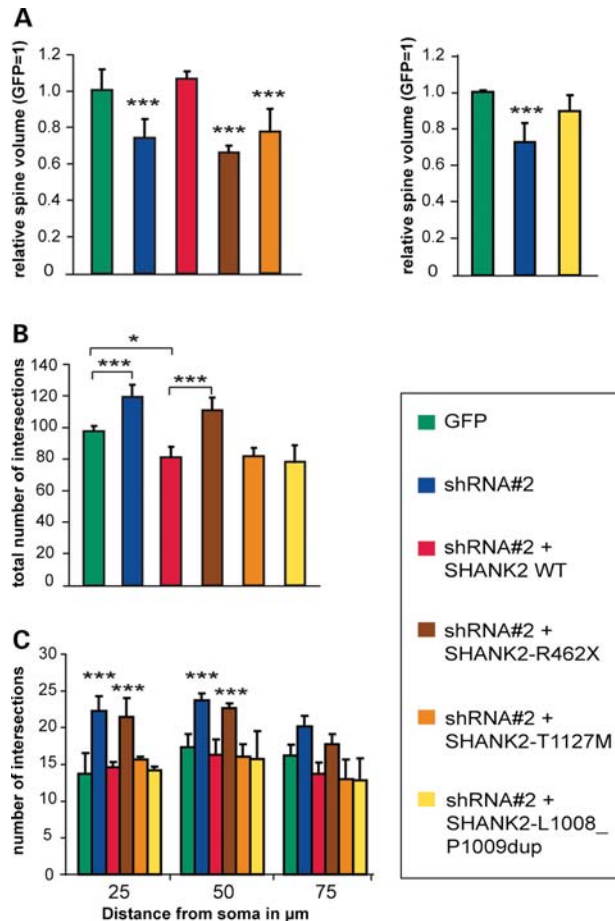 A
relative spine volume (GFP=1)
1.2
1.0
0.8
0.6
0.4
0.2
0
***
***
***
relative spine volume (GFP=1)
1.2
1.0
0.8
0.6
0.4
0.2
0
***
B
total number of intersections
140
120
100
80
60
40
20
0
*
***
***
C
number of intersections
30
25
20
15
10
5
0
***
***
***
***
25
50
75
Distance from soma in µm
GFP
shRNA#2
shRNA#2 +
SHANK2 WT
shRNA#2 +
SHANK2-R462X
shRNA#2 +
SHANK2-T1127M
shRNA#2 +
SHANK2-L1008_
P1009dup